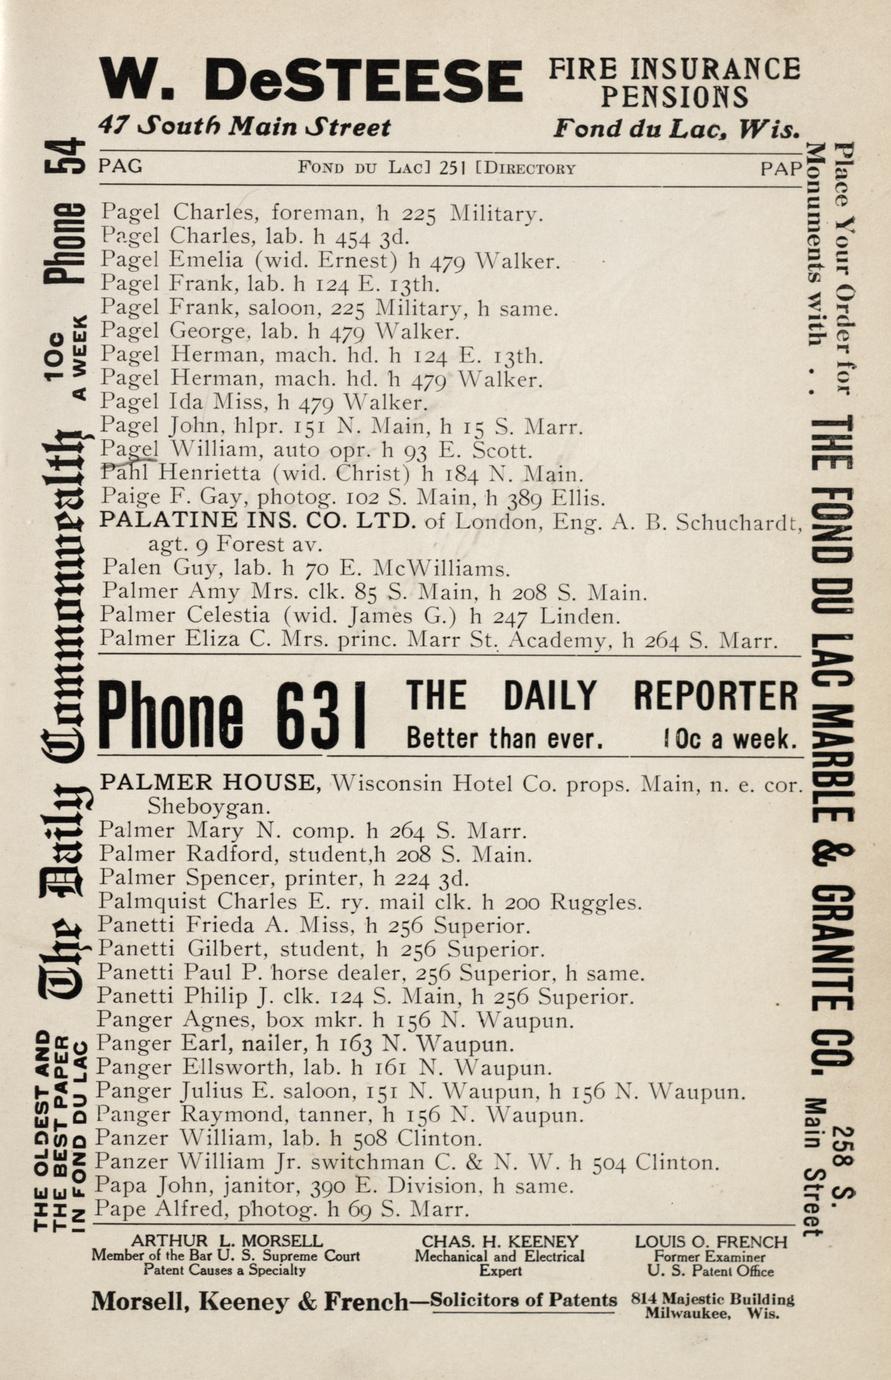 W. DeSTEESE
FIRE INSURANCE
PENSIONS
47 South Main Street
Fond du Lac, Wis.
PAG FOND DU LAC] 251 [DIRECTORY PAP
Pagel Charles, foreman, h 225 Military.
Pagel Charles, lab. h 454 3d.
Pagel Emelia (wid. Ernest) h 479 Walker.
Pagel Frank, lab. h 124 E. 13th.
Pagel Frank, saloon, 225 Military, h same.
Pagel George, lab. h 479 Walker.
Pagel Herman, mach. hd. h 124 E. 13th.
Pagel Herman, mach. hd. h 479 Walker.
Pagel Ida Miss, h 479 Walker.
Pagel John, hlpr. 151 N. Main, h 15 S. Marr.
Pagel William, auto opr. h 93 E. Scott.
Pahl Henrietta (wid. Christ) h 184 N. Main.
Paige F. Gay, photog. 102 S. Main, h 389 Ellis.
PALATINE INS. CO. LTD. of London, Eng. A. B. Schuchardt,
agt. 9 Forest av.
Palen Guy, lab. h 70 E. McWilliams.
Palmer Amy Mrs. clk. 85 S. Main, h 208 S. Main.
Palmer Celestia (wid. James G.) h 247 Linden.
Palmer Eliza C. Mrs. princ. Marr St. Academy, h 264 S. Marr.
Phone 631
THE DAILY REPORTER
Better than ever. 10c a week.
PALMER HOUSE, Wisconsin Hotel Co. props. Main, n. e. cor.
Sheboygan.
Palmer Mary N. comp. h 264 S. Marr.
Palmer Radford, student,h 208 S. Main.
Palmer Spencer, printer, h 224 3d.
Palmquist Charles E. ry. mail clk. h 200 Ruggles.
Panetti Frieda A. Miss, h 256 Superior.
Panetti Gilbert, student, h 256 Superior.
Panetti Paul P. horse dealer, 256 Superior, h same.
Panetti Philip J. clk. 124 S. Main, h 256 Superior.
Panger Agnes, box mkr. h 156 N. Waupun.
Panger Earl, nailer, h 163 N. Waupun.
Panger Ellsworth, lab. h 161 N. Waupun.
Panger Julius E. saloon, 151 N. Waupun, h 156 N. Waupun.
Panger Raymond, tanner, h 156 N. Waupun.
Panzer William, lab. h 508 Clinton.
Panzer William Jr. switchman C. & N. W. h 504 Clinton.
Papa John, janitor, 390 E. Division, h same.
Pape Alfred, photog. h 69 S. Marr.
ARTHUR L. MORSELL
Member of the Bar U. S. Supreme Court
Patent Causes a Specialty
CHAS. H. KEENEY
Mechanical and Electrical
Expert
LOUIS O. FRENCH
Former Examiner
U. S. Patent Office
Morsell, Keeney & French—Solicitors of Patents
814 Majestic Building
Milwaukee, Wis.
THE OLDEST AND
THE BEST PAPER
IN FOND DU LAC
The Daily Commonwealth
10c
A WEEK
Phone 54
Place Your Order for
Monuments with . .
THE FOND DU LAC MARBLE & GRANITE CO.
258 S.
Main Street